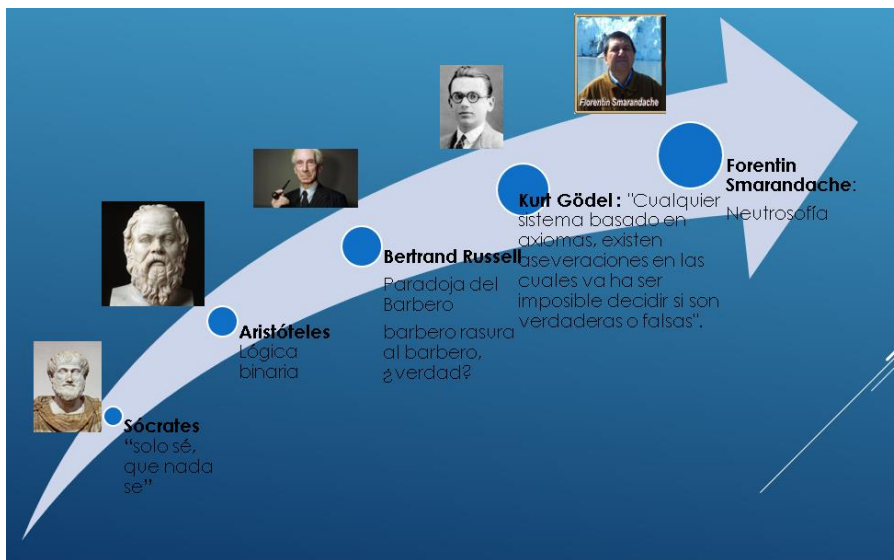 Florentin Smarandache
Forentin
Smarandache:
Neutrosofía
Kurt Gödel: "Cualquier
sistema basado en
axiomas, existen
aseveraciones en las
cuales va ha ser
imposible decidir si son
verdaderas o falsas".
Bertrand Russell
Paradoja del
Barbero
barbero rasura
al barbero,
¿verdad?
Aristóteles
Lógica
binaria
Sócrates
“solo sé,
que nada
se”